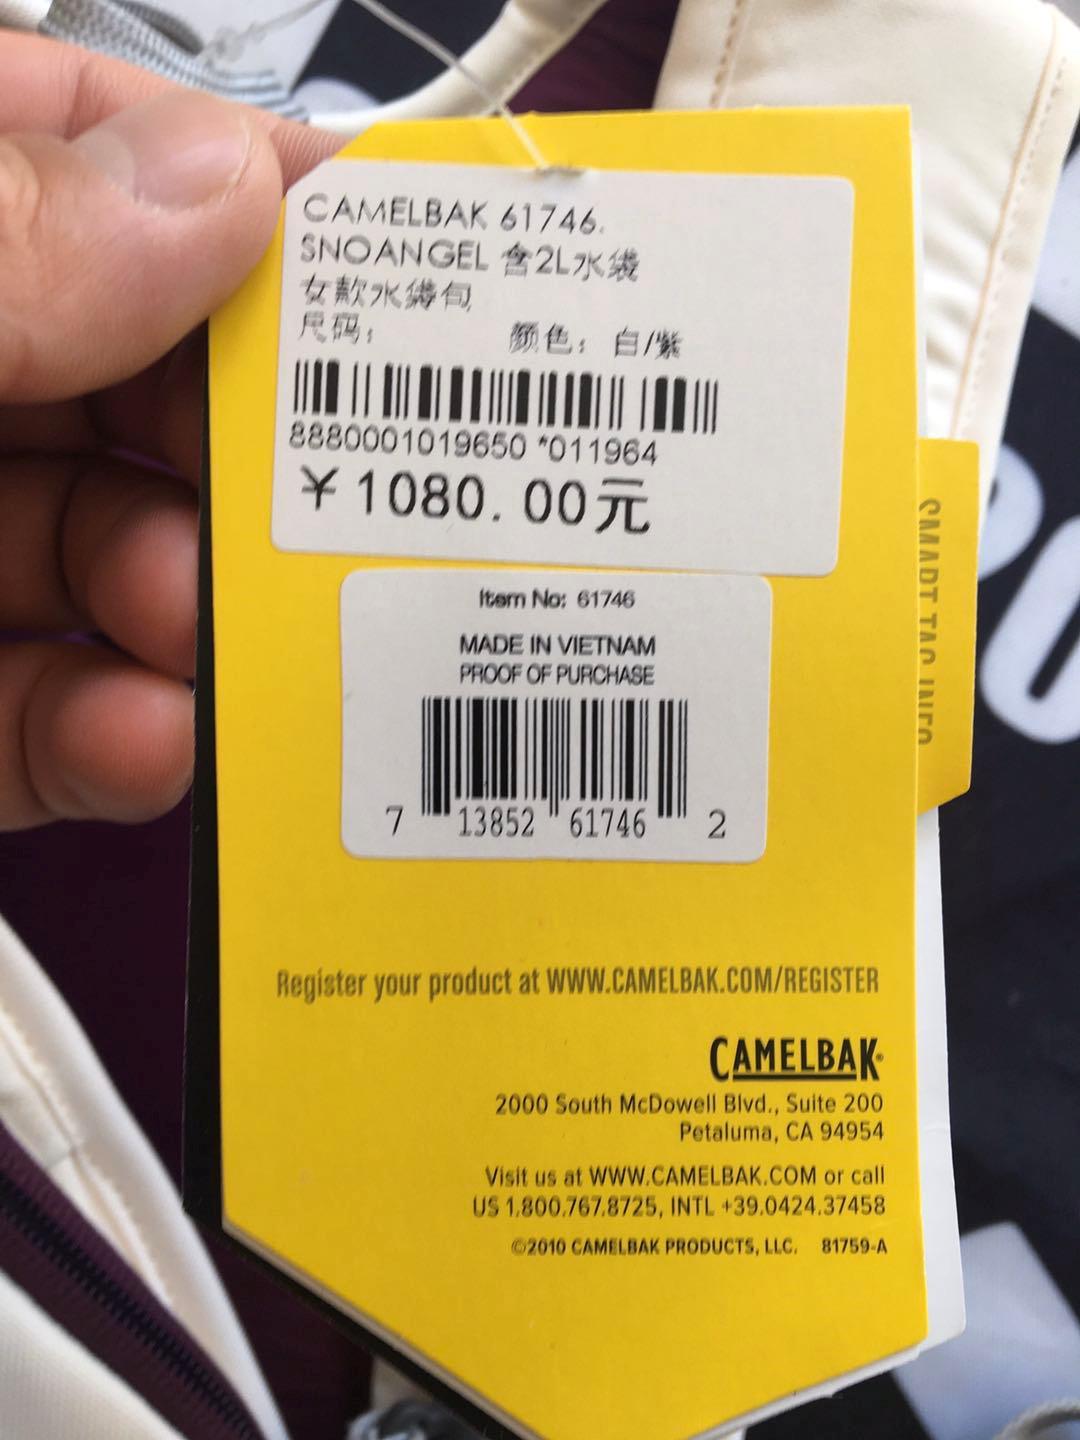 CAMELBAK 61746.
SNOANGEL 含2L水袋
女款水袋包
尺码: 颜色: 白/紫
8880001019650 *011964
¥1080.00元
Item No: 61746
MADE IN VIETNAM
PROOF OF PURCHASE
7 13852 61746 2
SMART TAG INFO
Register your product at WWW.CAMELBAK.COM/REGISTER
CAMELBAK
2000 South McDowell Blvd., Suite 200
Petaluma, CA 94954
Visit us at WWW.CAMELBAK.COM or call
US 1.800.767.8725, INTL +39.0424.37458
©2010 CAMELBAK PRODUCTS, LLC. 81759-A